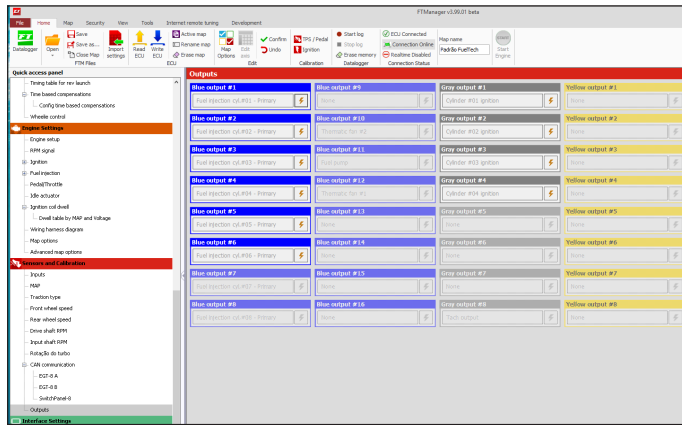 FTManager v3.99.01 beta
File
Home
Map
Security
View
Tools
Internet remote tuning
Development
Datalogger
Open
Save
Save as...
Close Map
FTM Files
Import settings
Read ECU
Write ECU
Active map
Rename map
Erase map
ECU
Map Options
Edit axis
Confirm
Undo
Edit
TPS / Pedal
Ignition
Calibration
Start log
Stop log
Erase memory
Datalogger
ECU Connected
Connection Online
Realtime Disabled
Connection Status
Map name
Padrão FuelTech
Start Engine
Quick access panel
Timing table for rev launch
Time based compensations
Config time based compensations
Wheelie control
Engine Settings
Engine setup
RPM signal
Ignition
Fuel injection
Pedal/Throttle
Idle actuator
Ignition coil dwell
Dwell table by MAP and Voltage
Wiring harness diagram
Map options
Advanced map options
Sensors and Calibration
Inputs
MAP
Traction type
Front wheel speed
Rear wheel speed
Drive shaft RPM
Input shaft RPM
Rotação do turbo
CAN communication
EGT-8 A
EGT-8 B
SwitchPanel-8
Outputs
Interface Settings
Outputs
Blue output #1
Fuel injection cyl.#01 - Primary
Blue output #2
Fuel injection cyl.#02 - Primary
Blue output #3
Fuel injection cyl.#03 - Primary
Blue output #4
Fuel injection cyl.#04 - Primary
Blue output #5
Fuel injection cyl.#05 - Primary
Blue output #6
Fuel injection cyl.#06 - Primary
Blue output #7
Fuel injection cyl.#07 - Primary
Blue output #8
Fuel injection cyl.#08 - Primary
Blue output #9
None
Blue output #10
Thermatic fan #2
Blue output #11
Fuel pump
Blue output #12
Thermatic fan #1
Blue output #13
None
Blue output #14
None
Blue output #15
None
Blue output #16
None
Gray output #1
Cylinder #01 ignition
Gray output #2
Cylinder #02 ignition
Gray output #3
Cylinder #03 ignition
Gray output #4
Cylinder #04 ignition
Gray output #5
None
Gray output #6
None
Gray output #7
None
Gray output #8
Tach output
Yellow output #1
None
Yellow output #2
None
Yellow output #3
None
Yellow output #4
None
Yellow output #5
None
Yellow output #6
None
Yellow output #7
None
Yellow output #8
None